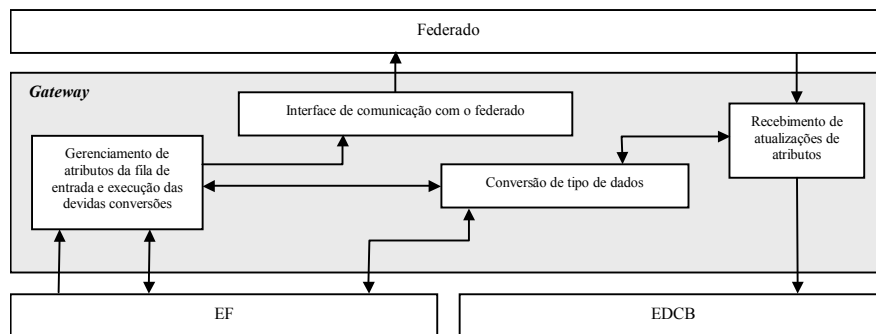 Federado
Gateway
Interface de comunicação com o federado
Recebimento de
atualizações de
atributos
Gerenciamento de
atributos da fila de
entrada e execução das
devidas conversões
Conversão de tipo de dados
EF
EDCB